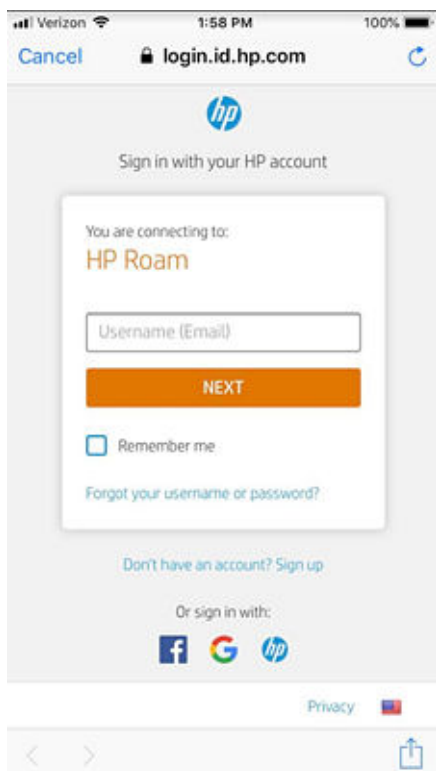 Verizon 1:58 PM 100%
Cancel login.id.hp.com
hp
Sign in with your HP account
You are connecting to:
HP Roam
Username (Email)
NEXT
Remember me
Forgot your username or password?
Don't have an account? Sign up
Or sign in with:
f G hp
Privacy